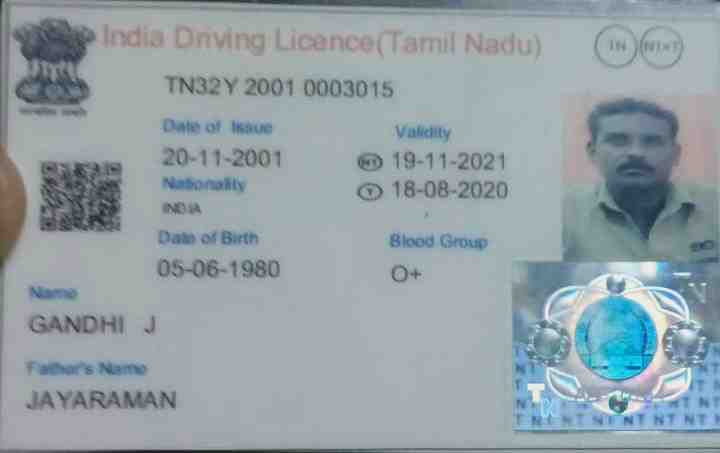 India Driving Licence(Tamil Nadu)
IN NT+T
TN32Y 2001 0003015
Date of Issue
Validity
20-11-2001
NT 19-11-2021
Nationality
T 18-08-2020
INDIA
Date of Birth
Blood Group
05-06-1980
O+
Name
GANDHI J
Father's Name
JAYARAMAN